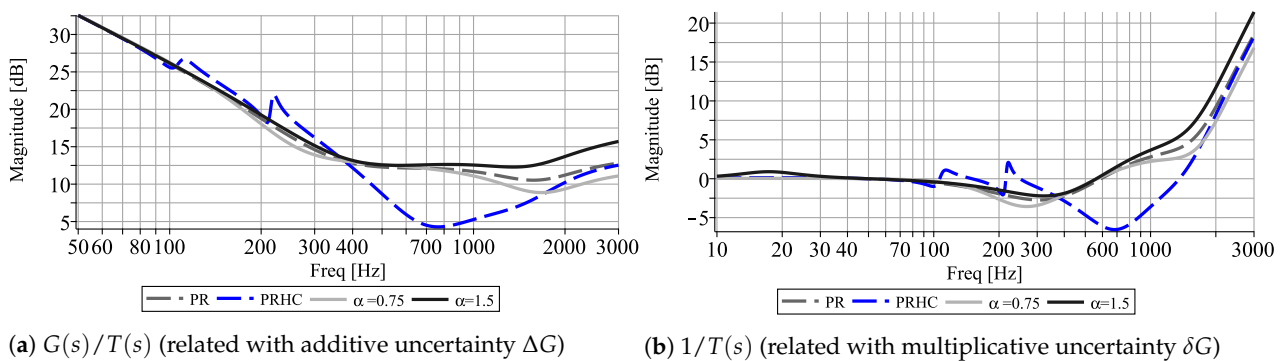 30
25
20
15
10
5
Magnitude [dB]
50 60 80 100 200 300 400 700 1000 2000 3000
Freq [Hz]
PR PRHC α =0.75 α=1.5
(a) G(s)/T(s) (related with additive uncertainty ΔG)
20
15
10
5
0
−5
Magnitude [dB]
10 20 30 40 70 100 200 300 600 1000 3000
Freq [Hz]
PR PRHC α =0.75 α=1.5
(b) 1/T(s) (related with multiplicative uncertainty δG)